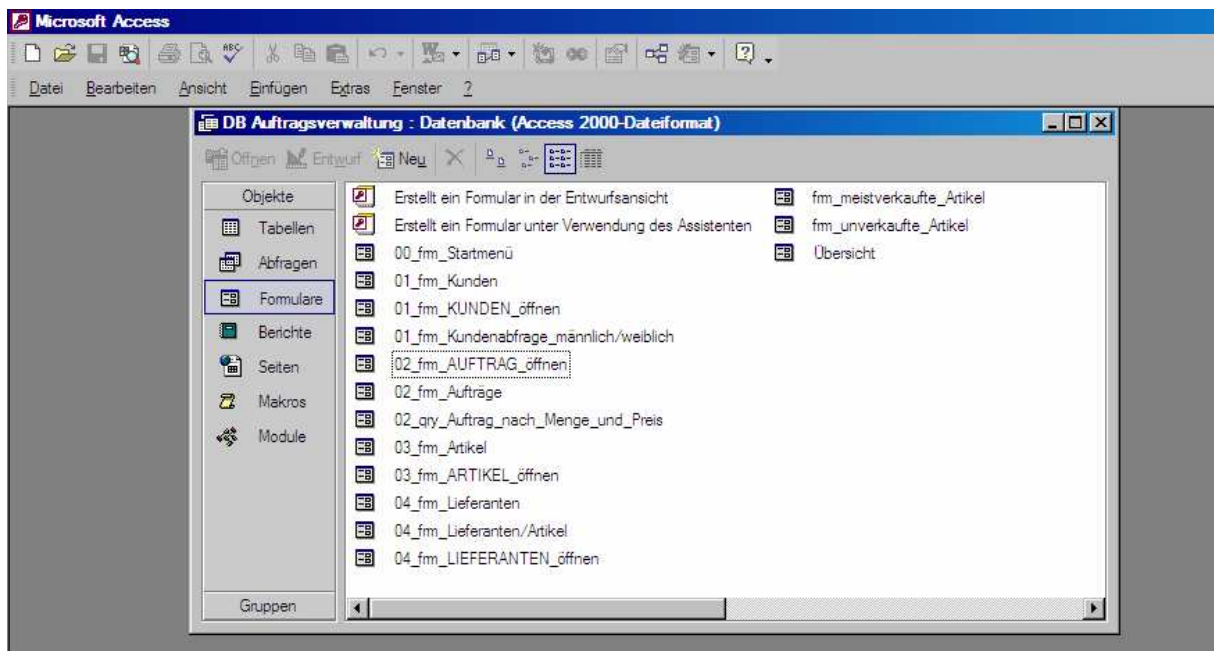 Microsoft Access
Datei Bearbeiten Ansicht Einfügen Extras Fenster ?
DB Auftragsverwaltung : Datenbank (Access 2000-Dateiformat)
Öffnen Entwurf Neu
Objekte
Tabellen
Abfragen
Formulare
Berichte
Seiten
Makros
Module
Gruppen
Erstellt ein Formular in der Entwurfsansicht
Erstellt ein Formular unter Verwendung des Assistenten
00_frm_Startmenü
01_frm_Kunden
01_frm_KUNDEN_öffnen
01_frm_Kundenabfrage_männlich/weiblich
02_frm_AUFTRAG_öffnen
02_frm_Aufträge
02_qry_Auftrag_nach_Menge_und_Preis
03_frm_Artikel
03_frm_ARTIKEL_öffnen
04_frm_Lieferanten
04_frm_Lieferanten/Artikel
04_frm_LIEFERANTEN_öffnen
frm_meistverkaufte_Artikel
frm_unverkaufte_Artikel
Übersicht